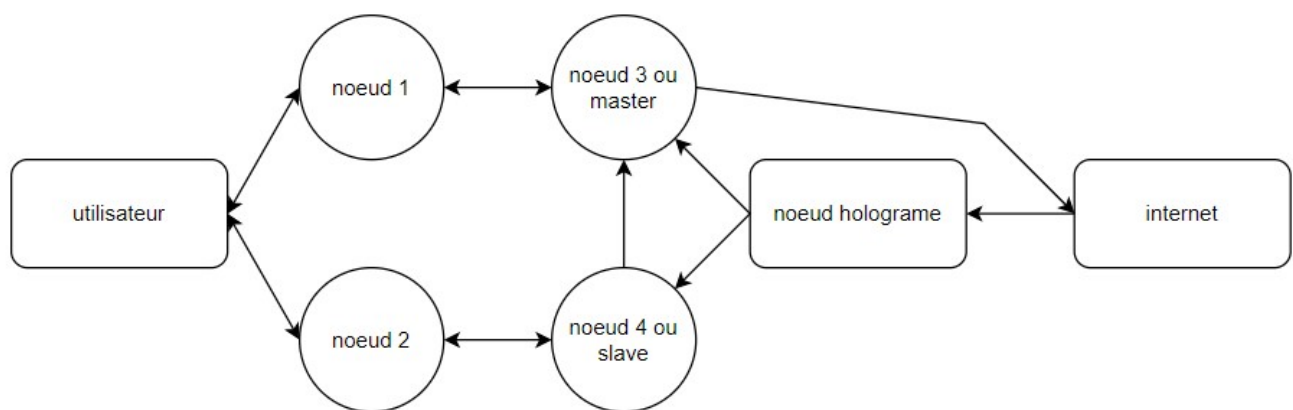 noeud 1
noeud 3 ou
master
utilisateur
noeud holograme
internet
noeud 2
noeud 4 ou
slave